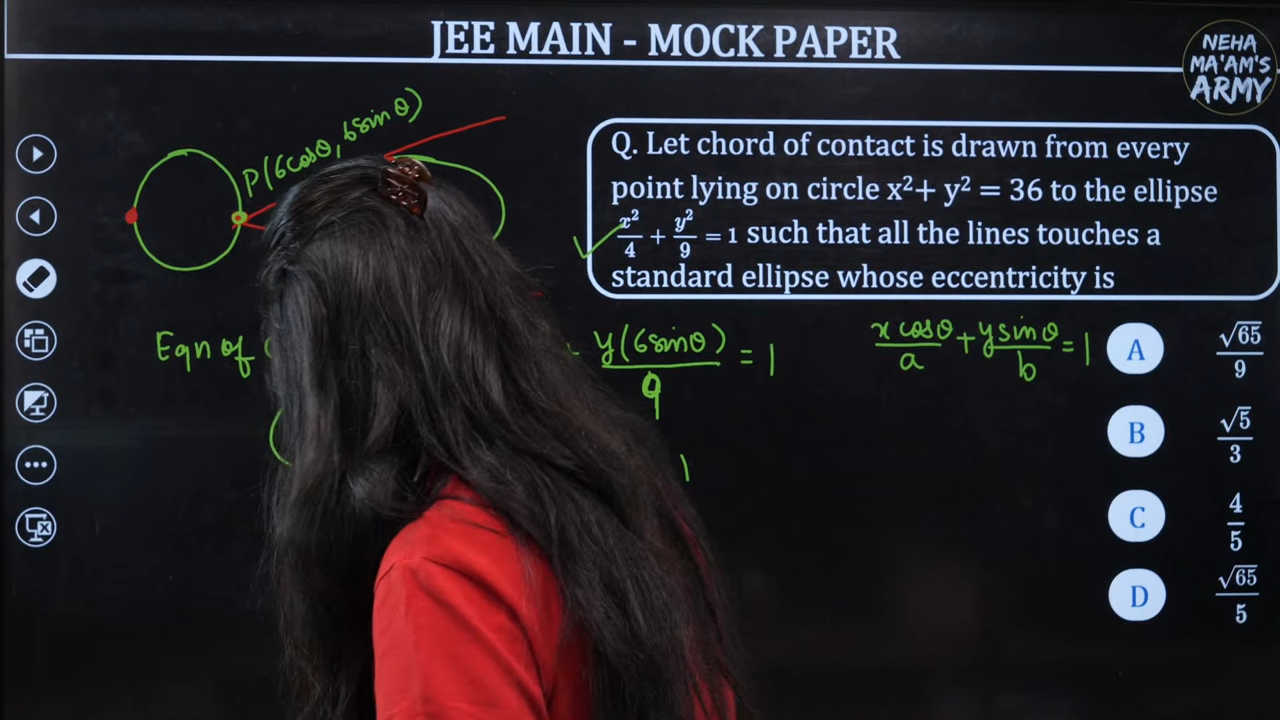 JEE MAIN - MOCK PAPER
NEHA
MA'AM'S
ARMY
P(6cosθ, 6sinθ)
Q. Let chord of contact is drawn from every
point lying on circle x²+ y² = 36 to the ellipse
x²/4 + y²/9 = 1 such that all the lines touches a
standard ellipse whose eccentricity is
Eqn of
y(6sinθ)/9 = 1
x cosθ/a + y sinθ/b = 1
1
A √65/9
B √5/3
C 4/5
D √65/5